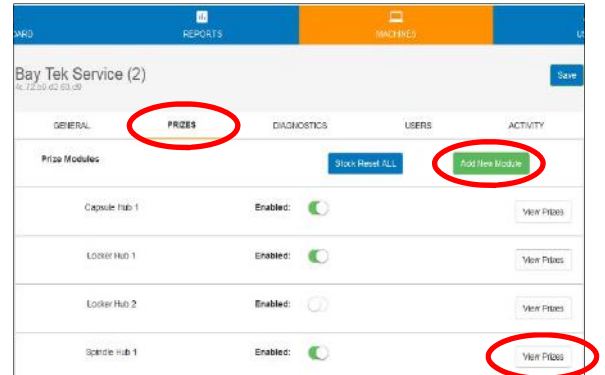 REPORTS
MACHINES
Bay Tek Service (2)
Save
GENERAL PRIZES DIAGNOSTICS USERS ACTIVITY
Prize Modules Stock Reset ALL Add New Module
Capsule Hub 1 Enabled: View Prizes
Locker Hub 1 Enabled: View Prizes
Locker Hub 2 Enabled: View Prizes
Spindle Hub 1 Enabled: View Prizes